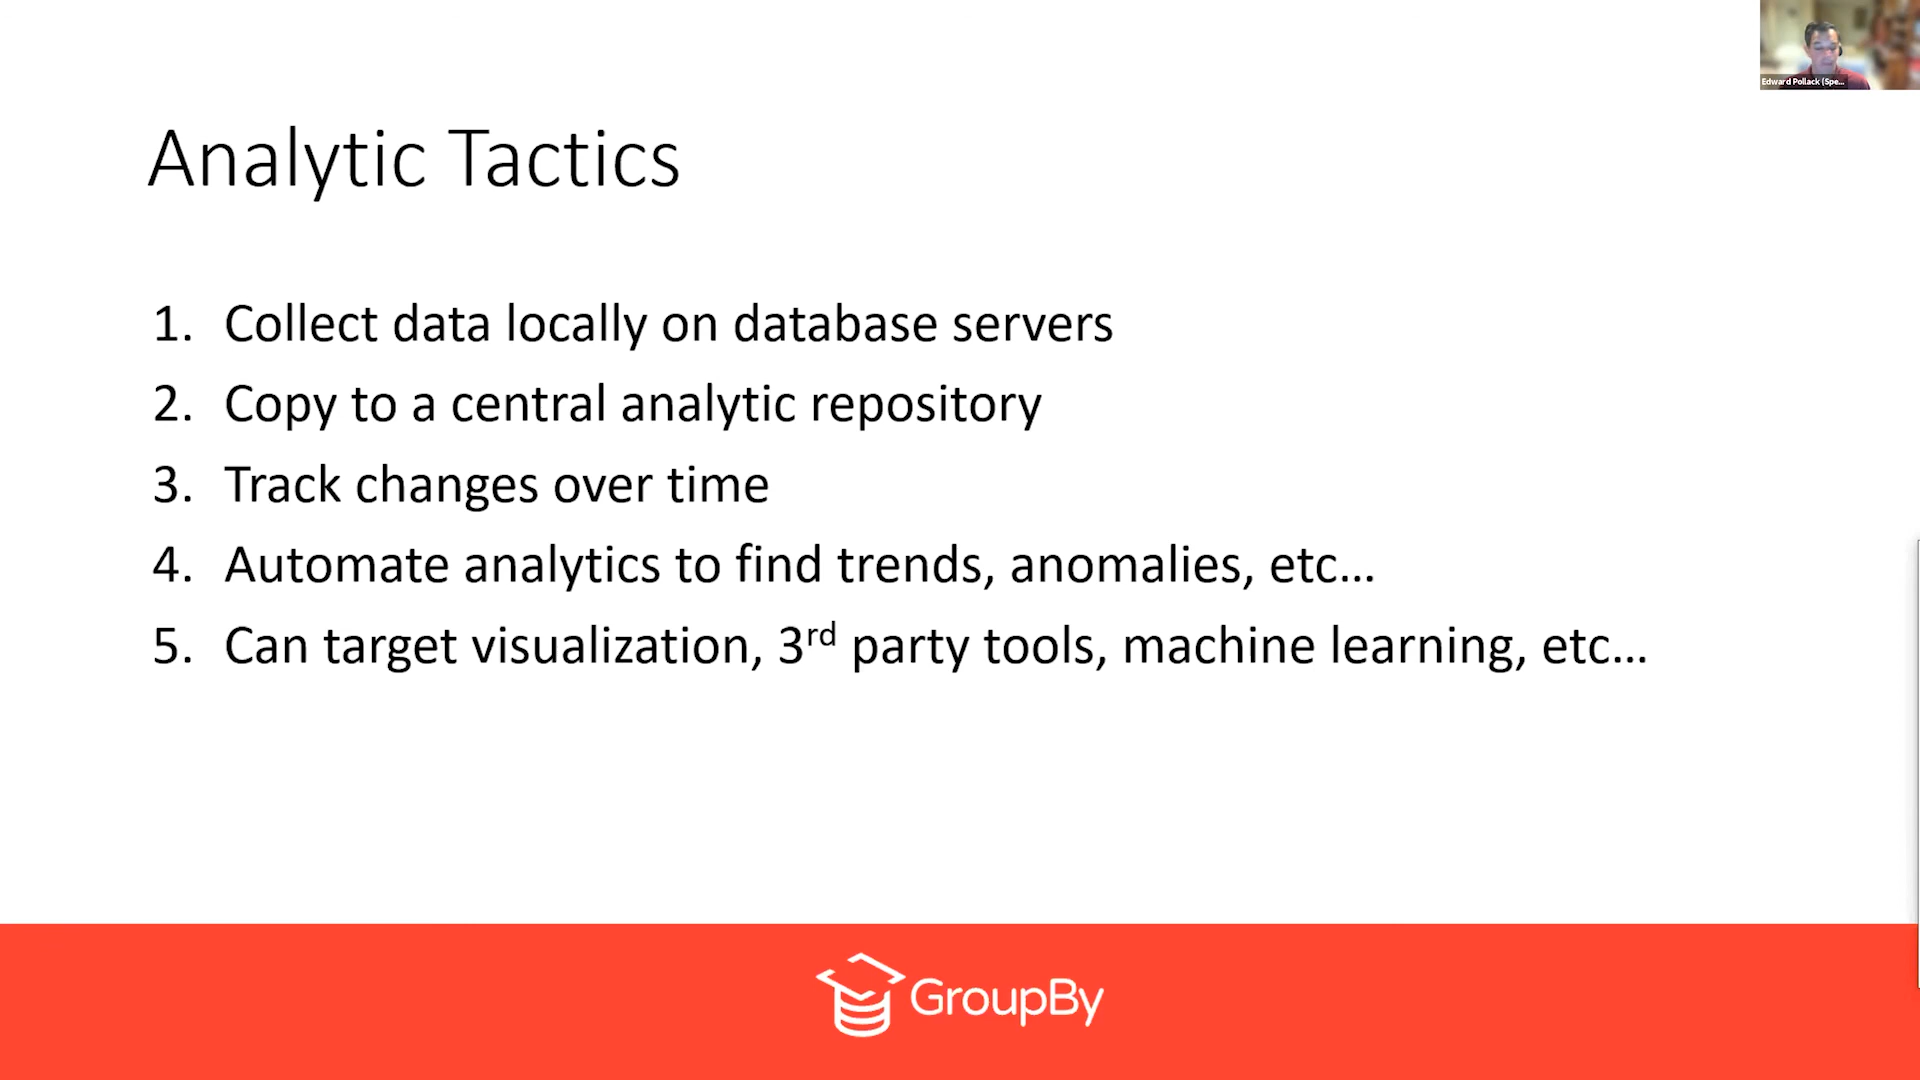 Edward Pollack (Spe...
Analytic Tactics
1. Collect data locally on database servers
2. Copy to a central analytic repository
3. Track changes over time
4. Automate analytics to find trends, anomalies, etc…
5. Can target visualization, 3rd party tools, machine learning, etc…
GroupBy